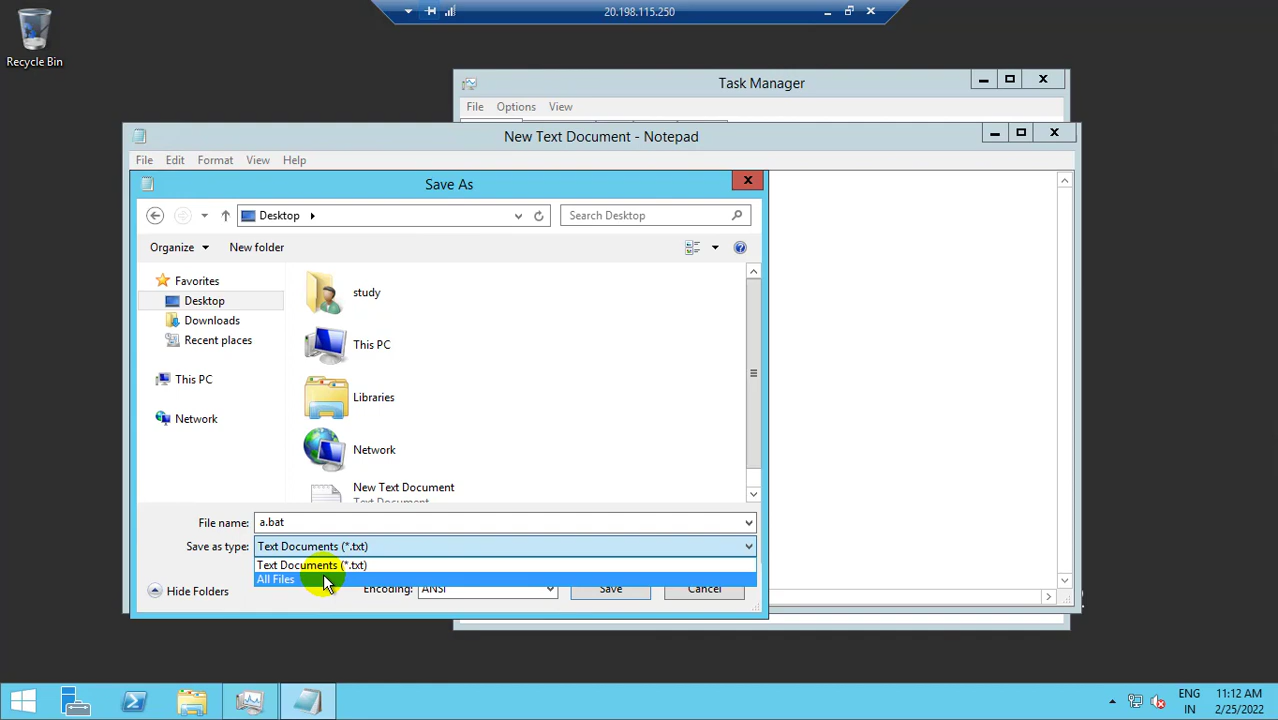 20.198.115.250
Recycle Bin
Task Manager
File Options View
New Text Document - Notepad
File Edit Format View Help
Save As
Desktop
Search Desktop
Organize
New folder
Favorites
Desktop
Downloads
Recent places
This PC
Network
study
This PC
Libraries
Network
New Text Document
Text Document
File name: a.bat
Save as type: Text Documents (*.txt)
Text Documents (*.txt)
All Files
Hide Folders
Encoding: ANSI
Save
Cancel
ENG
IN
11:12 AM
2/25/2022